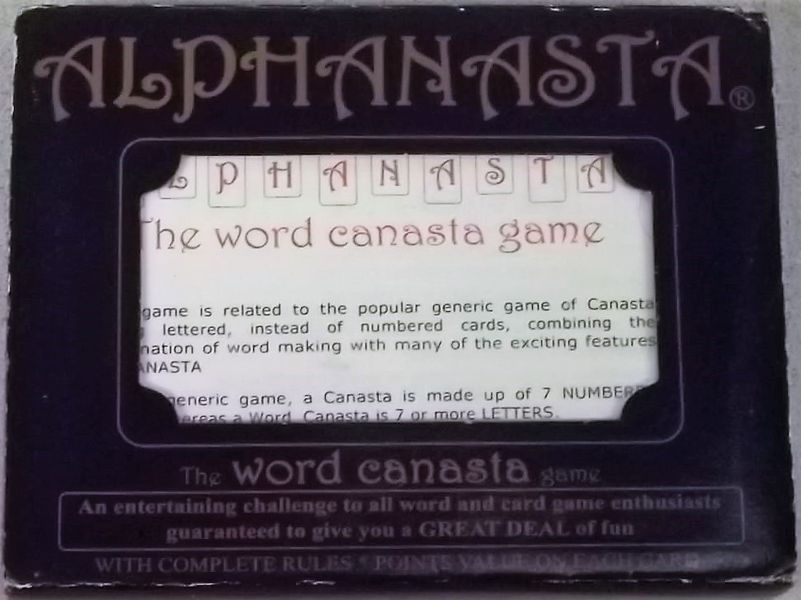 ALPHANASTA®
L P H A N A S T A
The word canasta game
game is related to the popular generic game of Canasta
lettered, instead of numbered cards, combining the
nation of word making with many of the exciting features
ANASTA
generic game, a Canasta is made up of 7 NUMBERE
ereas a Word Canasta is 7 or more LETTERS.
The word canasta game
An entertaining challenge to all word and card game enthusiasts
guaranteed to give you a GREAT DEAL of fun
WITH COMPLETE RULES * POINTS VALUE ON EACH CARD